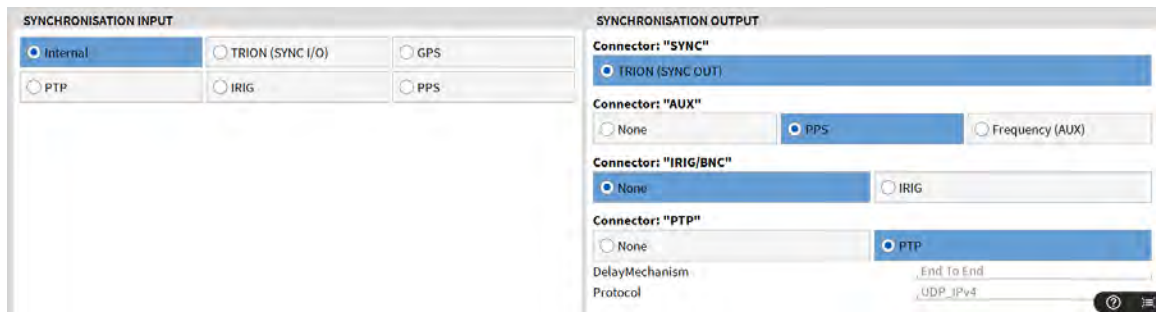 SYNCHRONISATION INPUT
Internal
TRION (SYNC I/O)
GPS
PTP
IRIG
PPS
SYNCHRONISATION OUTPUT
Connector: "SYNC"
TRION (SYNC OUT)
Connector: "AUX"
None
PPS
Frequency (AUX)
Connector: "IRIG/BNC"
None
IRIG
Connector: "PTP"
None
PTP
DelayMechanism
End To End
Protocol
UDP_IPv4